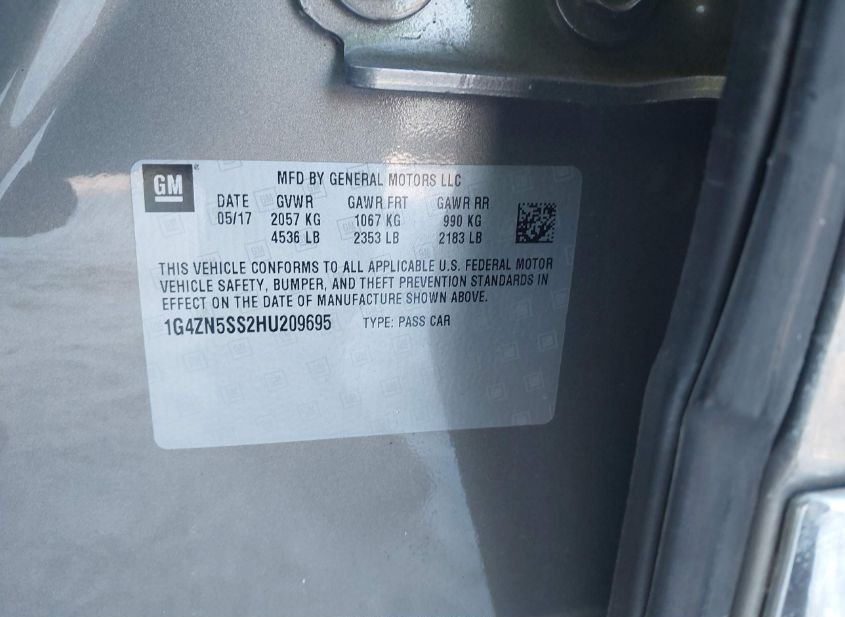 GM
MFD BY GENERAL MOTORS LLC
DATE GVWR GAWR FRT GAWR RR
05/17 2057 KG 1067 KG 990 KG
4536 LB 2353 LB 2183 LB
THIS VEHICLE CONFORMS TO ALL APPLICABLE U.S. FEDERAL MOTOR
VEHICLE SAFETY, BUMPER, AND THEFT PREVENTION STANDARDS IN
EFFECT ON THE DATE OF MANUFACTURE SHOWN ABOVE.
1G4ZN5SS2HU209695 TYPE: PASS CAR